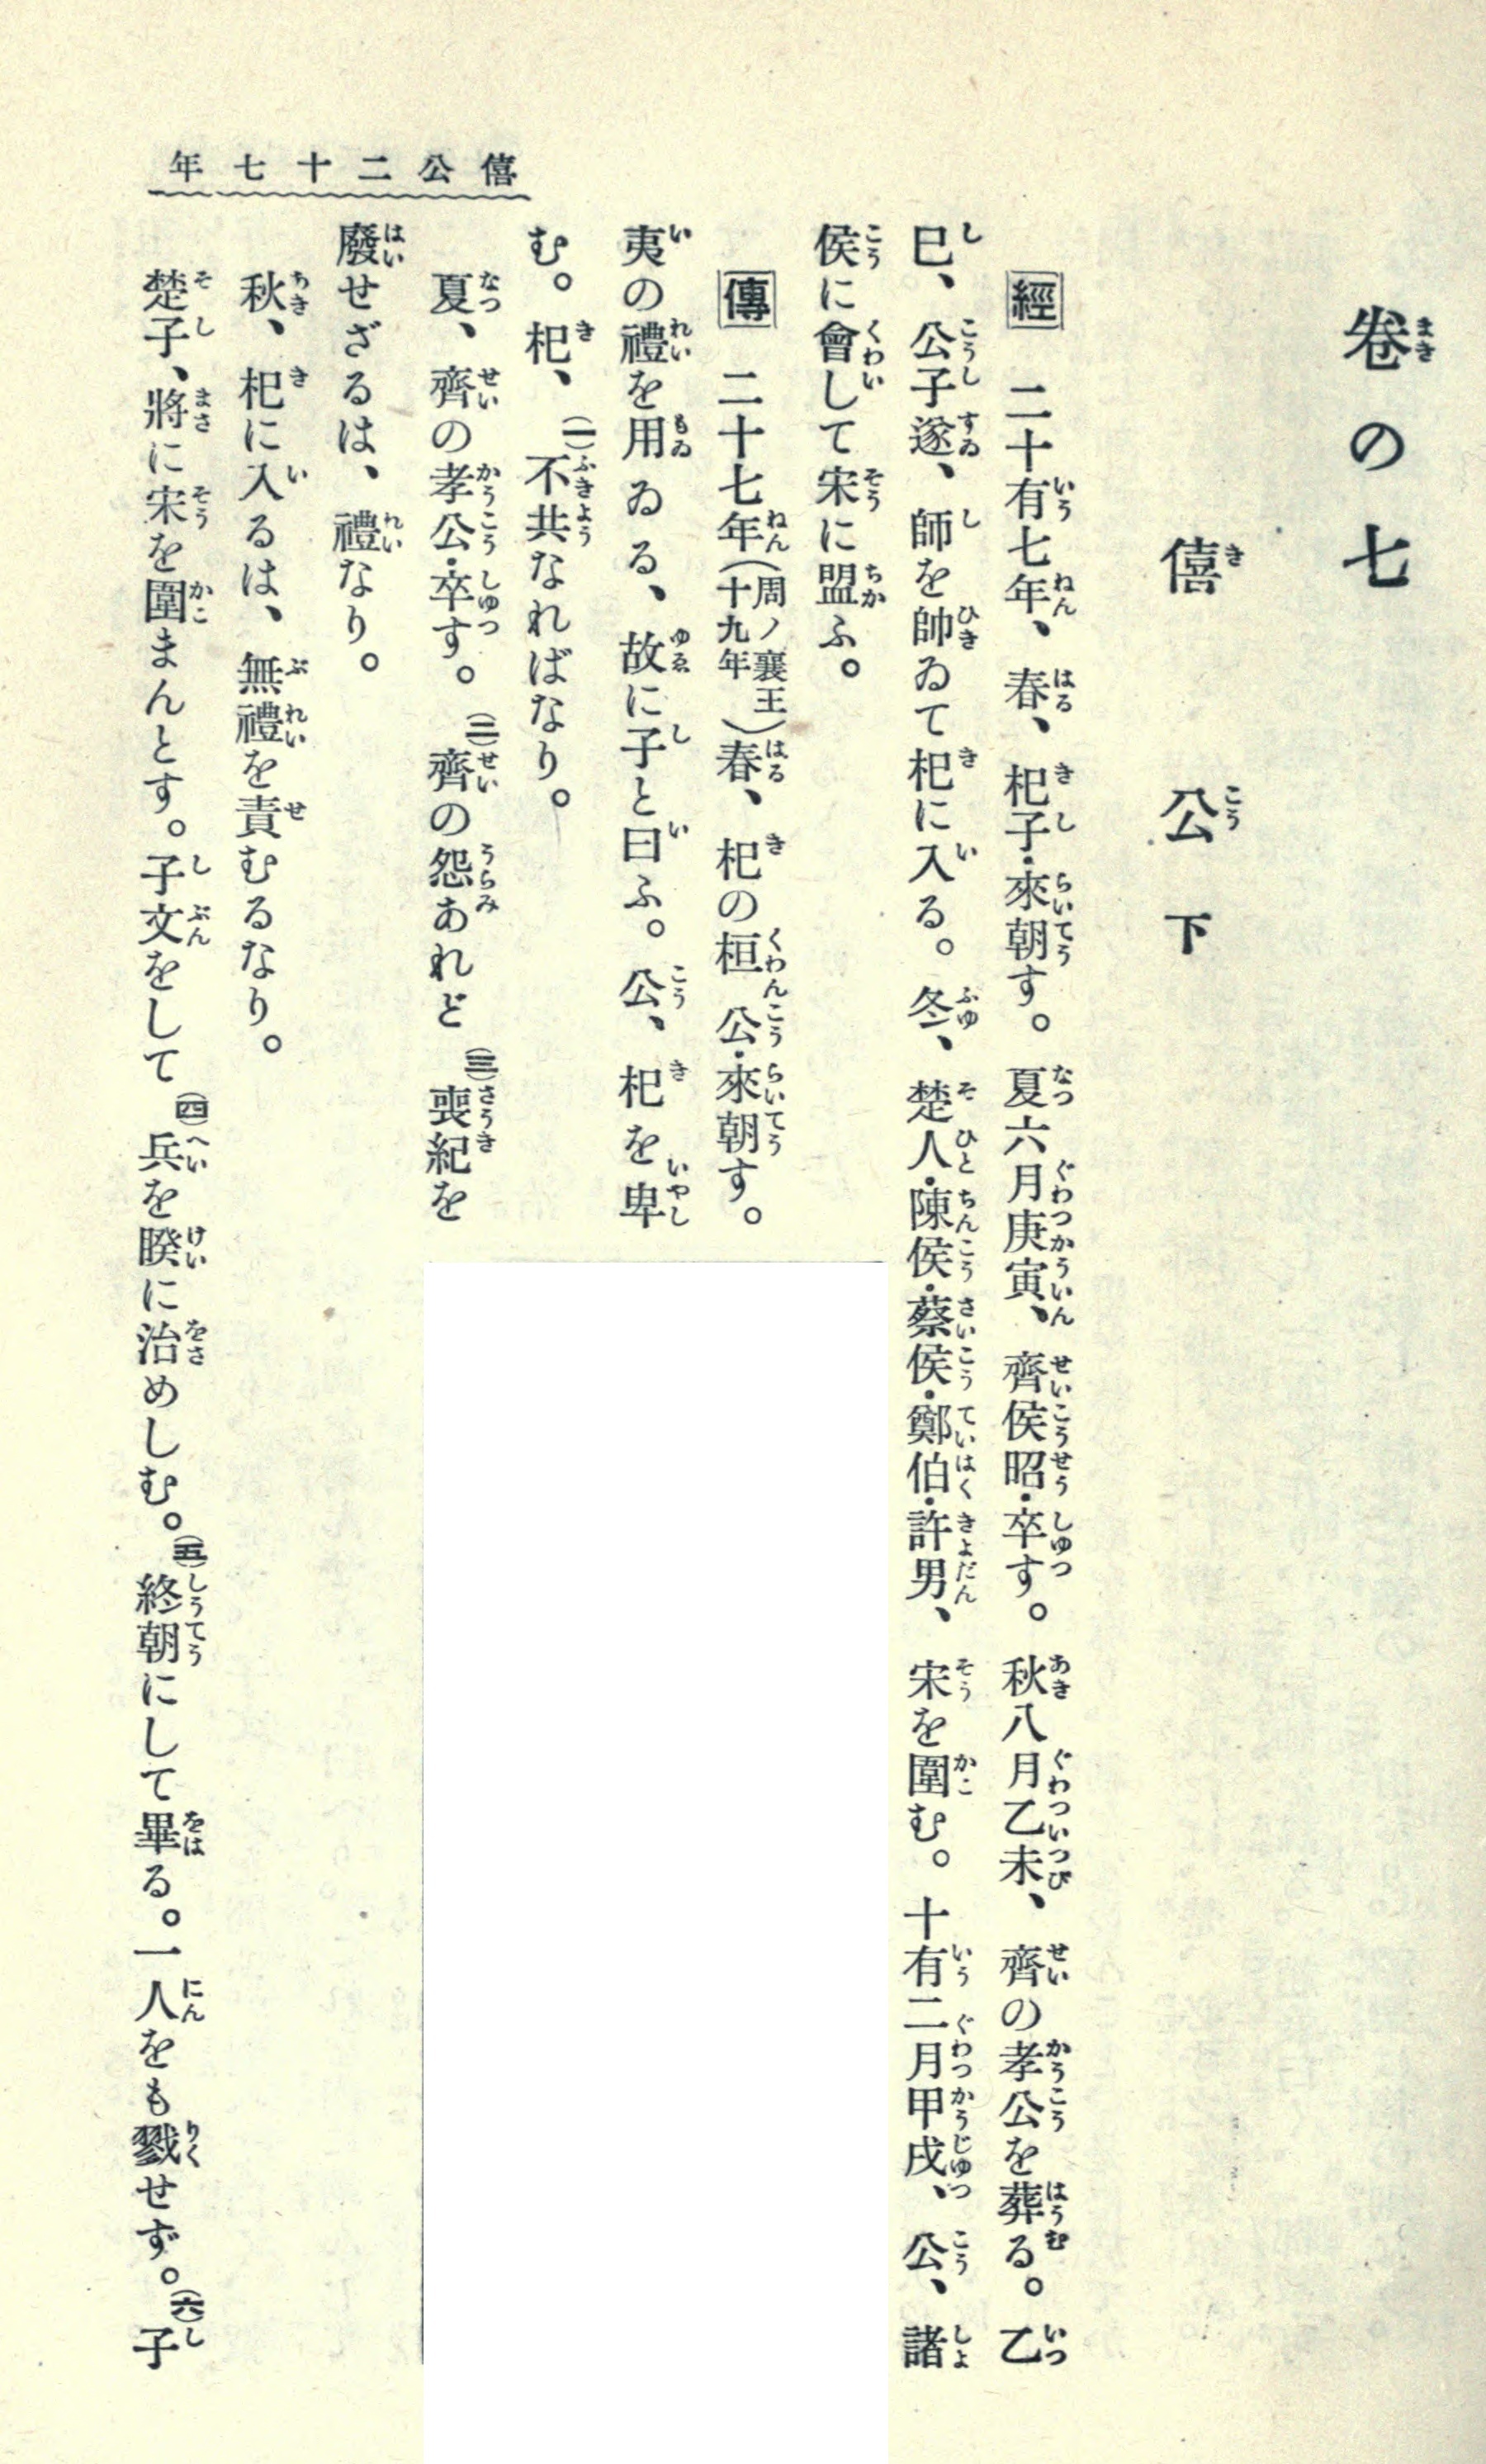 卷の七
僖公下
經 二十有七年、春、杞子·來朝す。夏六月庚寅、齊侯昭·卒す。秋八月乙未、齊の孝公を葬る。乙
巳、公子遂、師を帥ゐて杞に入る。冬、楚人·陳侯·蔡侯·鄭伯·許男、宋を圍む。十有二月甲戌、公、諸
侯に會して宋に盟ふ。
傳 二十七年(周ノ襄王十九年)春、杞の桓公·來朝す。
夷の禮を用ゐる、故に子と曰ふ。公、杞を卑
む。杞、(一)不共なればなり。
夏、齊の孝公·卒す。(二)齊の怨あれど(三)喪紀を
廢せざるは、禮なり。
秋、杞に入るは、無禮を責むるなり。
楚子、將に宋を圍まんとす。子文をして(四)兵を睽に治めしむ。(五)終朝にして畢る。一人をも戮せず。(六)子
僖公二十七年